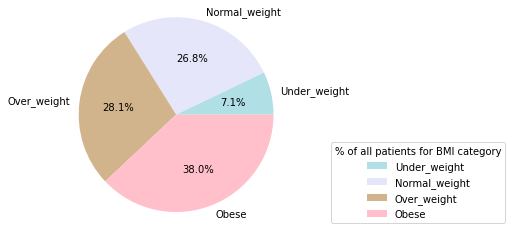 Normal_weight
26.8%
Under_weight
7.1%
Over_weight
28.1%
38.0%
Obese
% of all patients for BMI category
Under_weight
Normal_weight
Over_weight
Obese